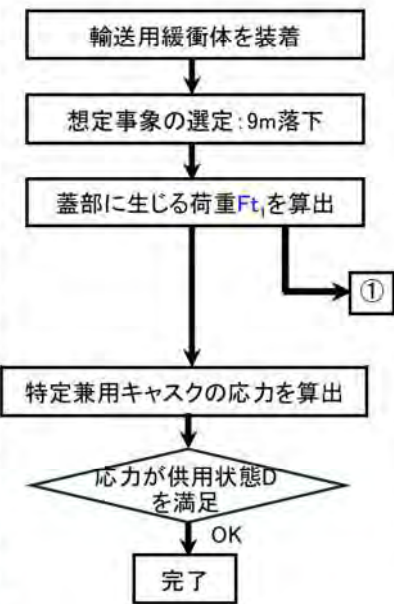 輸送用緩衝体を装着
想定事象の選定:9m落下
蓋部に生じる荷重Ft₁を算出
①
特定兼用キャスクの応力を算出
応力が供用状態D
を満足
OK
完了